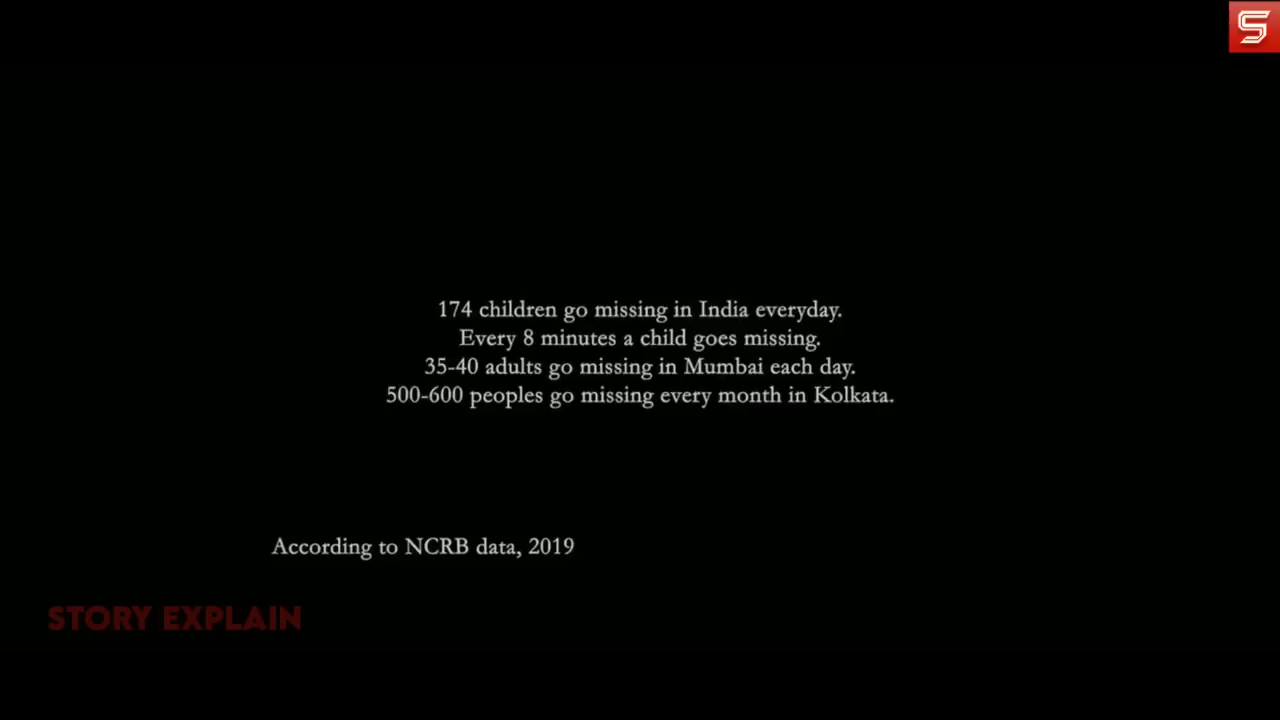 S
174 children go missing in India everyday.
Every 8 minutes a child goes missing.
35-40 adults go missing in Mumbai each day.
500-600 peoples go missing every month in Kolkata.
According to NCRB data, 2019
STORY EXPLAIN